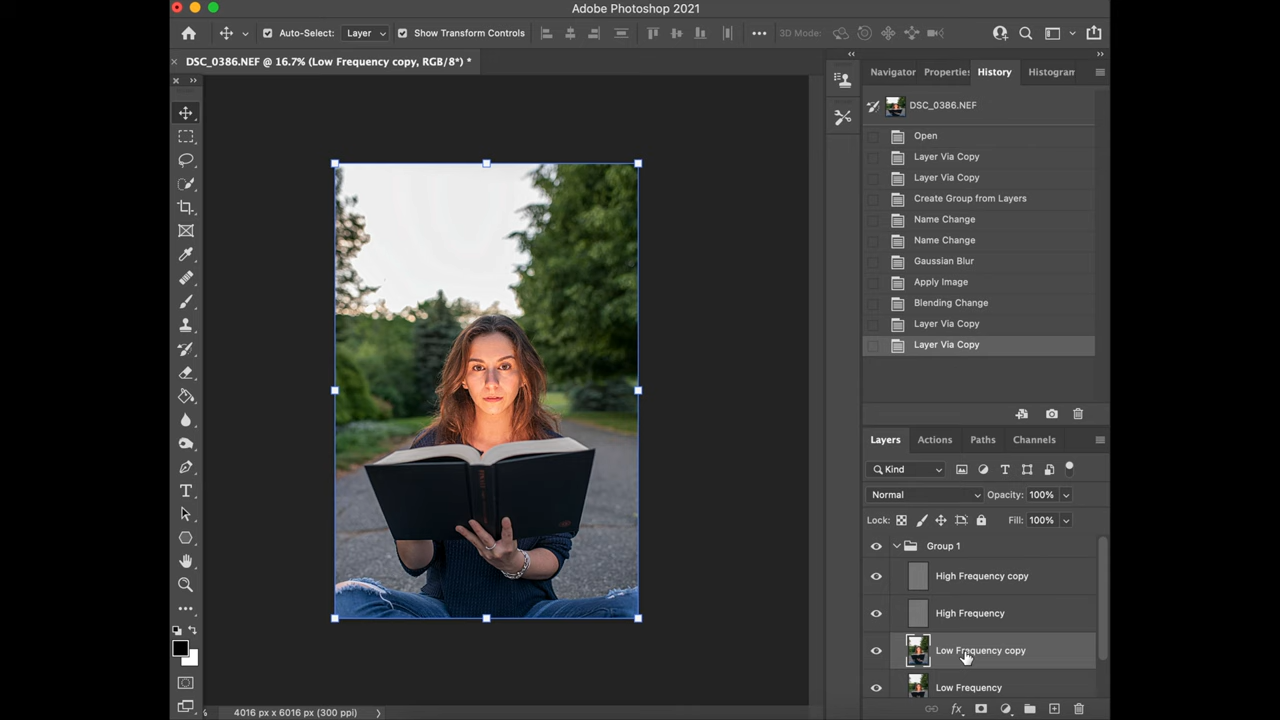 Adobe Photoshop 2021
Auto-Select: Layer Show Transform Controls 3D Mode:
DSC_0386.NEF @ 16.7% (Low Frequency copy, RGB/8*) *
Navigator Properties History Histogram
DSC_0386.NEF
Open
Layer Via Copy
Layer Via Copy
Create Group from Layers
Name Change
Name Change
Gaussian Blur
Apply Image
Blending Change
Layer Via Copy
Layer Via Copy
Layers Actions Paths Channels
Kind
Normal Opacity: 100%
Lock: Fill: 100%
Group 1
High Frequency copy
High Frequency
Low Frequency copy
Low Frequency
fx
% 4016 px x 6016 px (300 ppi)